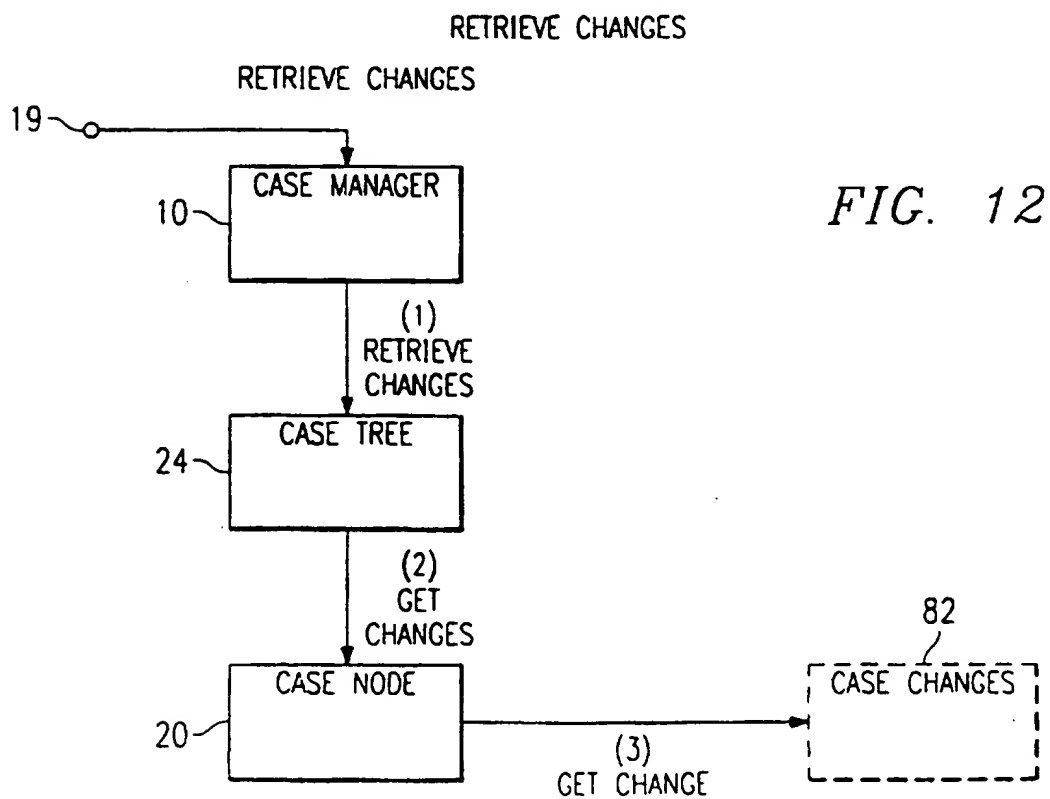 RETRIEVE CHANGES
RETRIEVE CHANGES
19
CASE MANAGER
10
FIG. 12
(1)
RETRIEVE
CHANGES
CASE TREE
24
(2)
GET
CHANGES
82
CASE NODE
CASE CHANGES
20
(3)
GET CHANGE